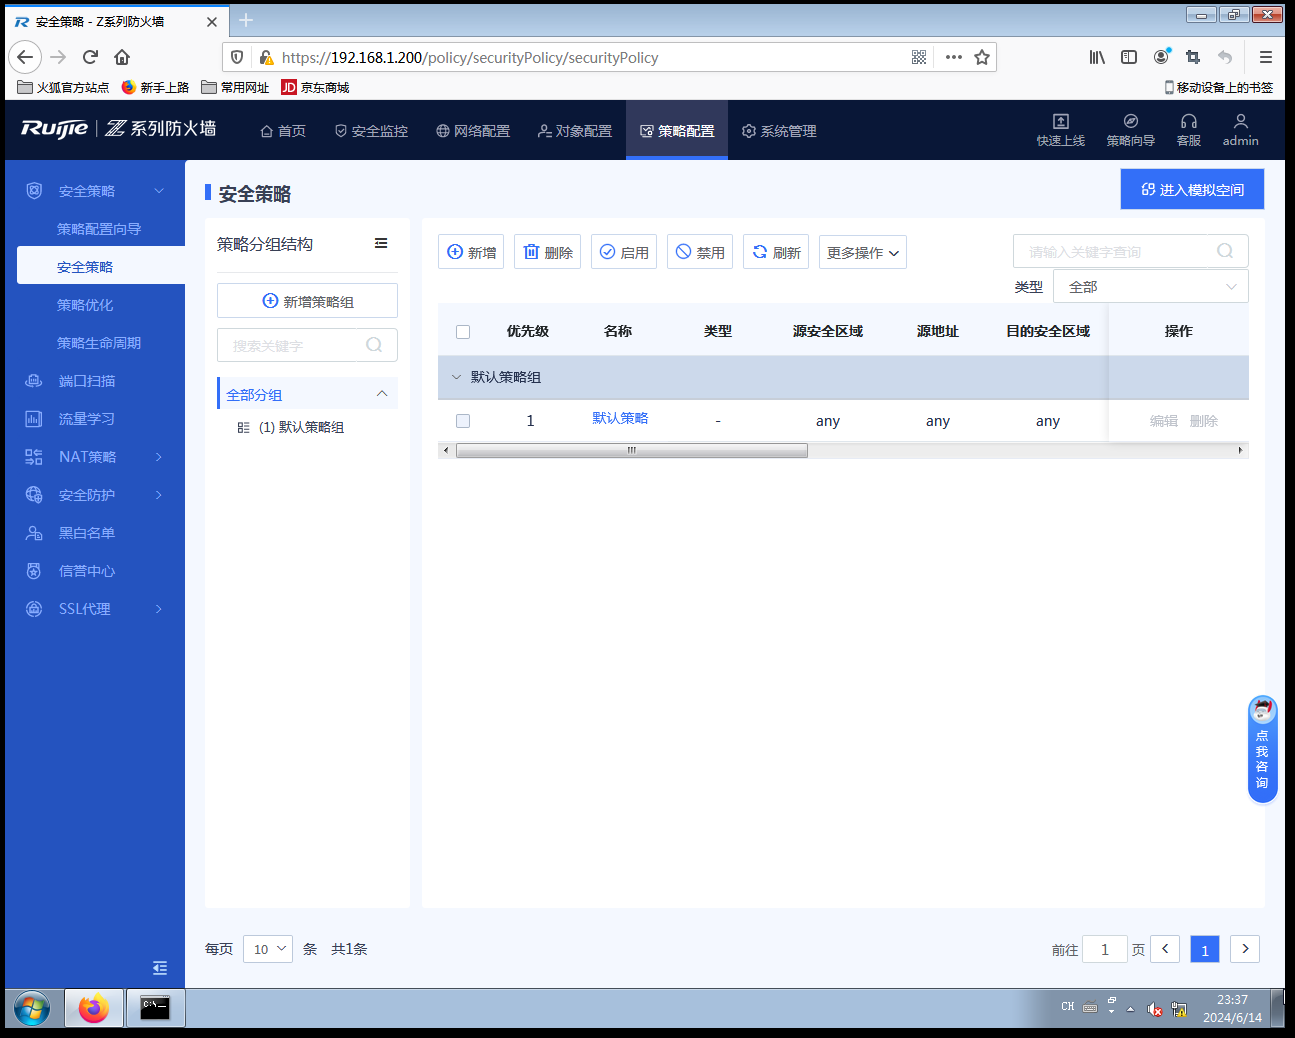 安全策略 - Z系列防火墙
https://192.168.1.200/policy/securityPolicy/securityPolicy
火狐官方站点 新手上路 常用网址 JD 京东商城 移动设备上的书签
Ruijie Z系列防火墙 首页 安全监控 网络配置 对象配置 策略配置 系统管理 快速上线 策略向导 客服 admin
安全策略
策略配置向导
安全策略
策略优化
策略生命周期
端口扫描
流量学习
NAT策略
安全防护
黑白名单
信誉中心
SSL代理
安全策略
进入模拟空间
策略分组结构
新增策略组
搜索关键字
全部分组
(1) 默认策略组
新增 删除 启用 禁用 刷新 更多操作 请输入关键字查询
类型 全部
优先级 名称 类型 源安全区域 源地址 目的安全区域 操作
默认策略组
1 默认策略 - any any any 编辑 删除
点我咨询
每页 10 条 共1条 前往 1 页 1
CH
23:37
2024/6/14
C:\._